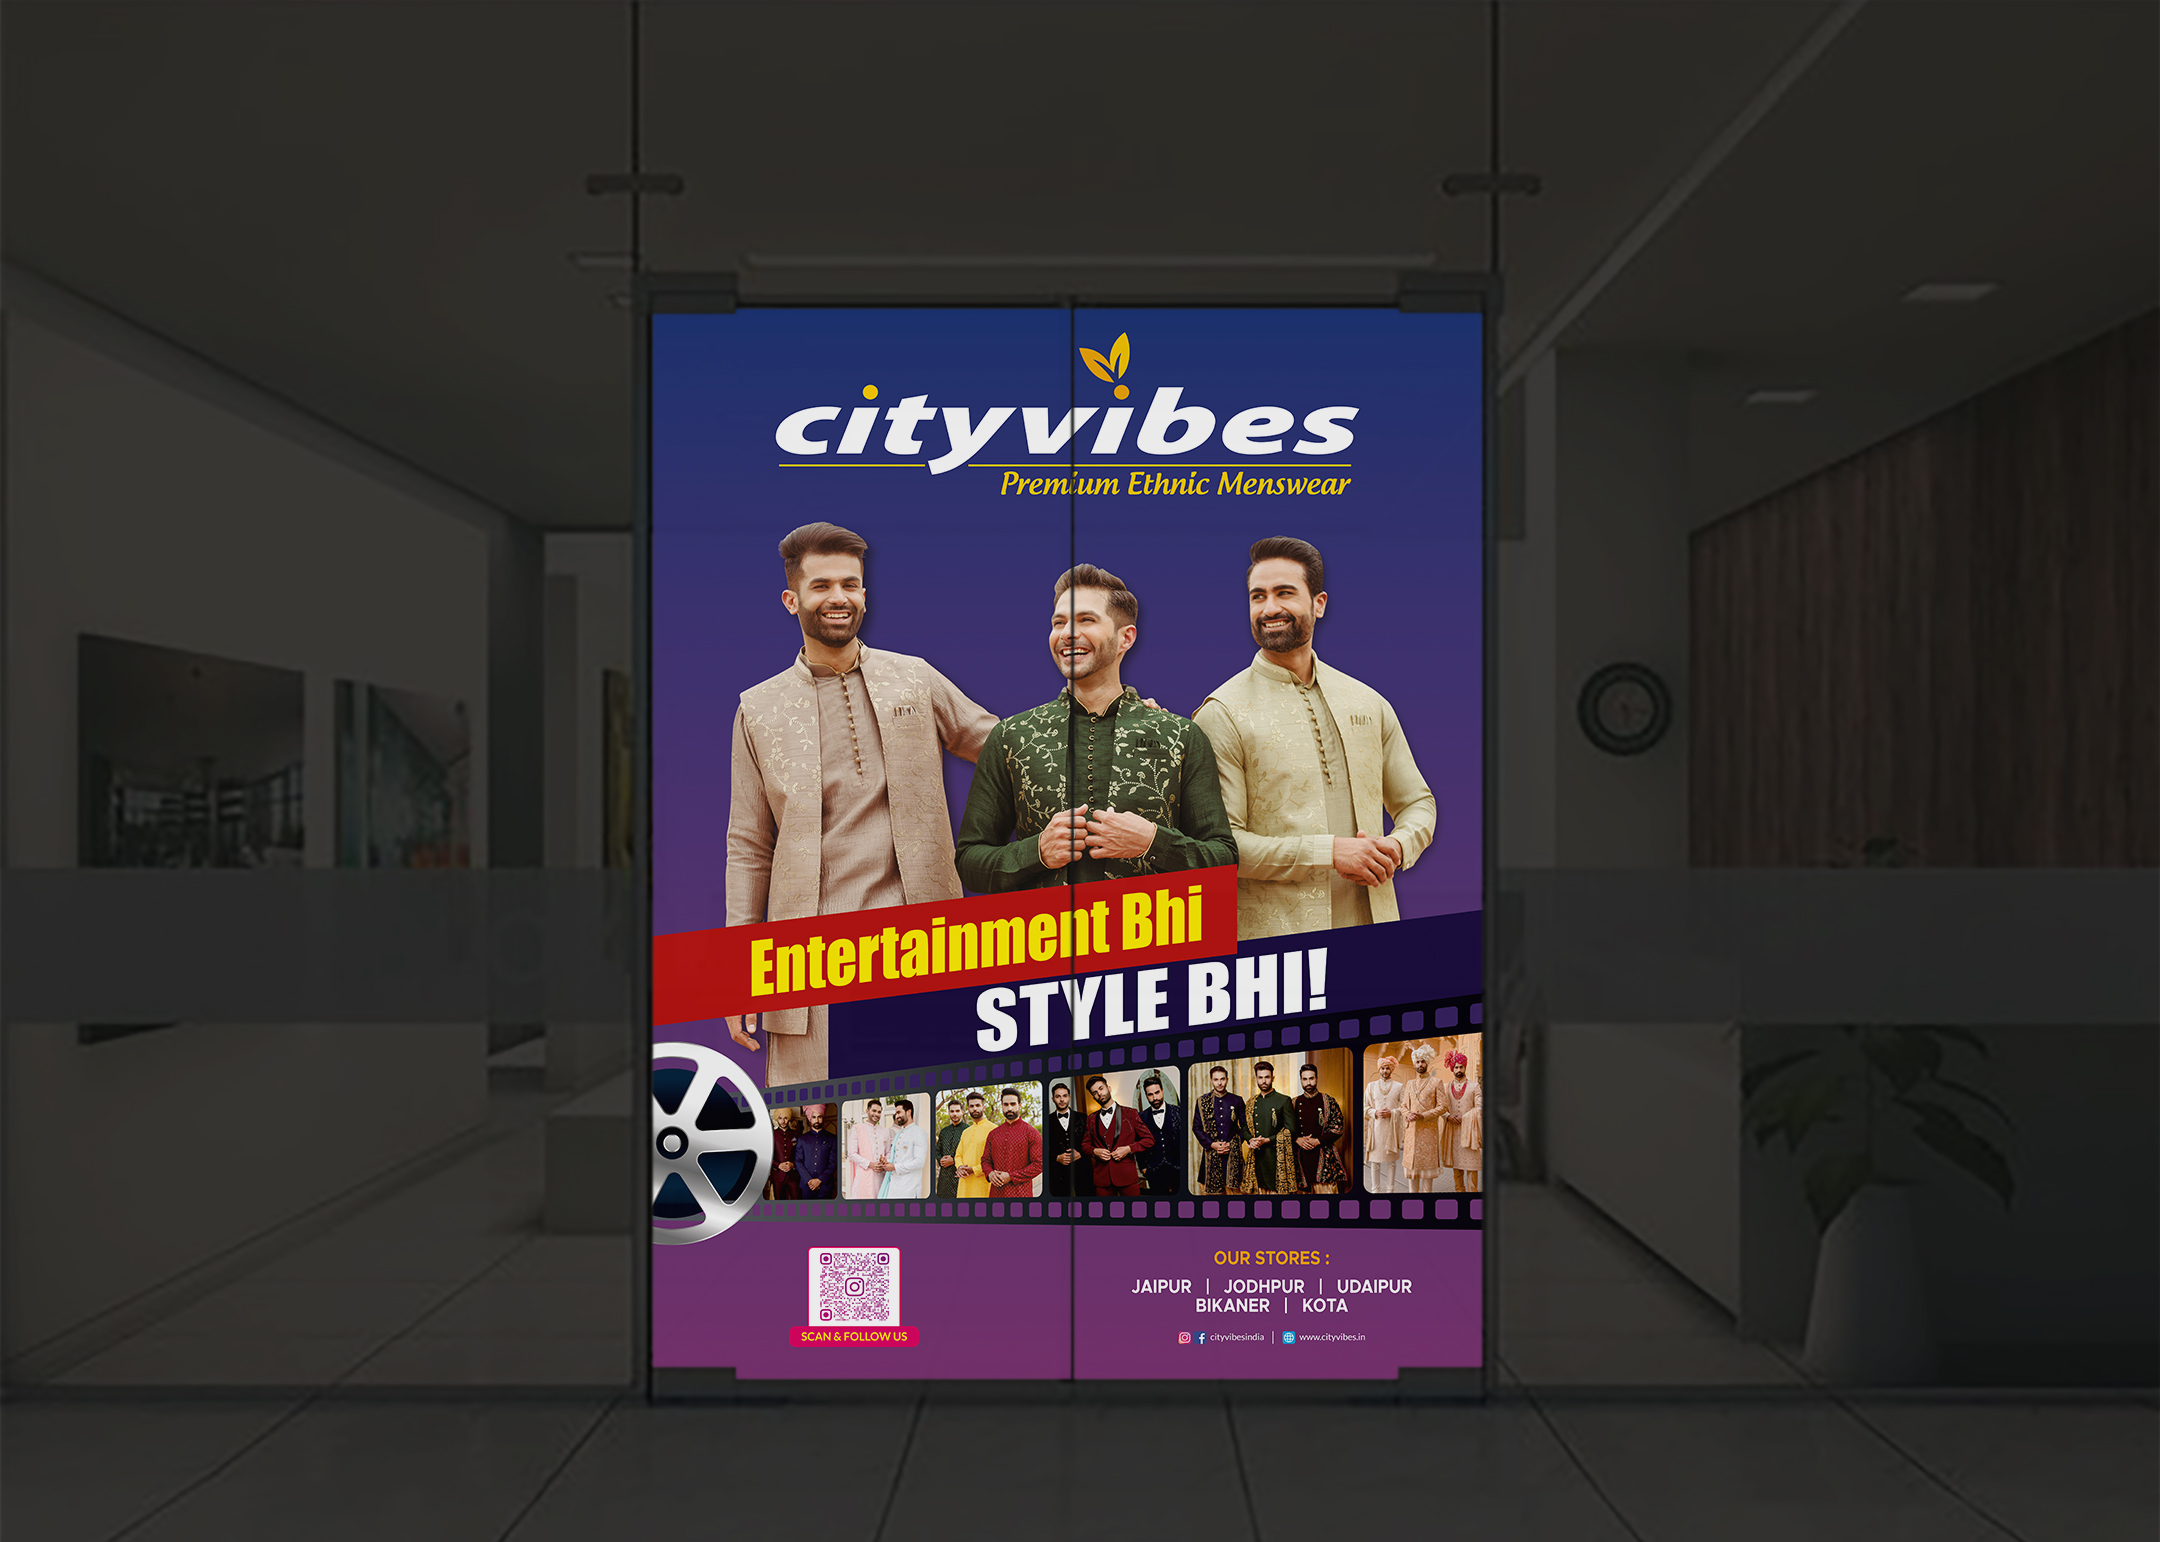 cityvibes
Premium Ethnic Menswear
Entertainment Bhi
STYLE BHI!
SCAN & FOLLOW US
OUR STORES :
JAIPUR | JODHPUR | UDAIPUR
BIKANER | KOTA
cityvibesindia | www.cityvibes.in